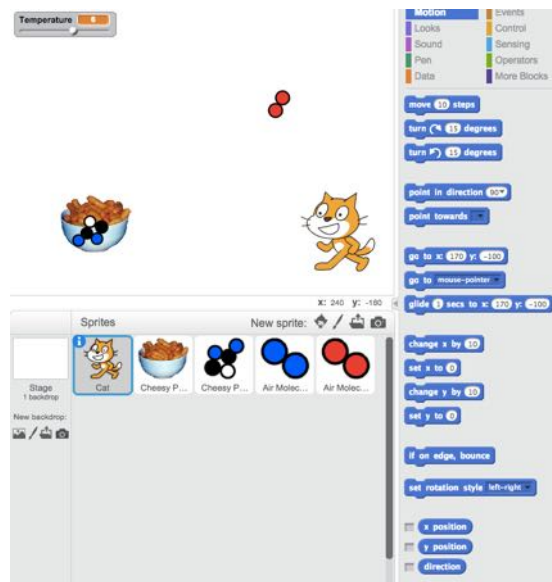 Temperature 6
Motion Events
Looks Control
Sound Sensing
Pen Operators
Data More Blocks
move 10 steps
turn 15 degrees
turn 15 degrees
point in direction 90
point towards
go to x: 170 y: -100
go to mouse-pointer
glide 1 secs to x: 170 y: -100
change x by 10
set x to 0
change y by 10
set y to 0
if on edge, bounce
set rotation style left-right
x position
y position
direction
x: 240 y: -180
Sprites New sprite:
Stage
1 backdrop
New backdrop:
Cat
Cheesy P...
Cheesy P...
Air Molec...
Air Molec...